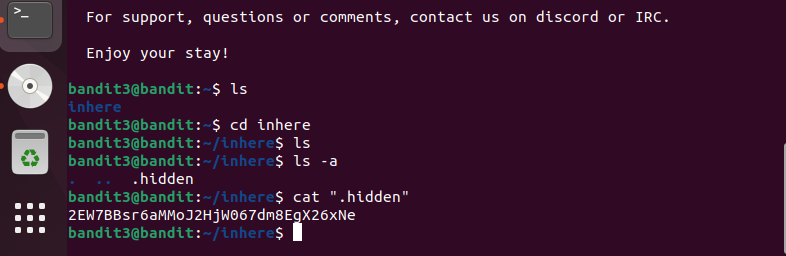 >_
For support, questions or comments, contact us on discord or IRC.
Enjoy your stay!
bandit3@bandit:~$ ls
inhere
bandit3@bandit:~$ cd inhere
bandit3@bandit:~/inhere$ ls
bandit3@bandit:~/inhere$ ls -a
. .. .hidden
bandit3@bandit:~/inhere$ cat ".hidden"
2EW7BBsr6aMMoJ2HjW067dm8EgX26xNe
bandit3@bandit:~/inhere$